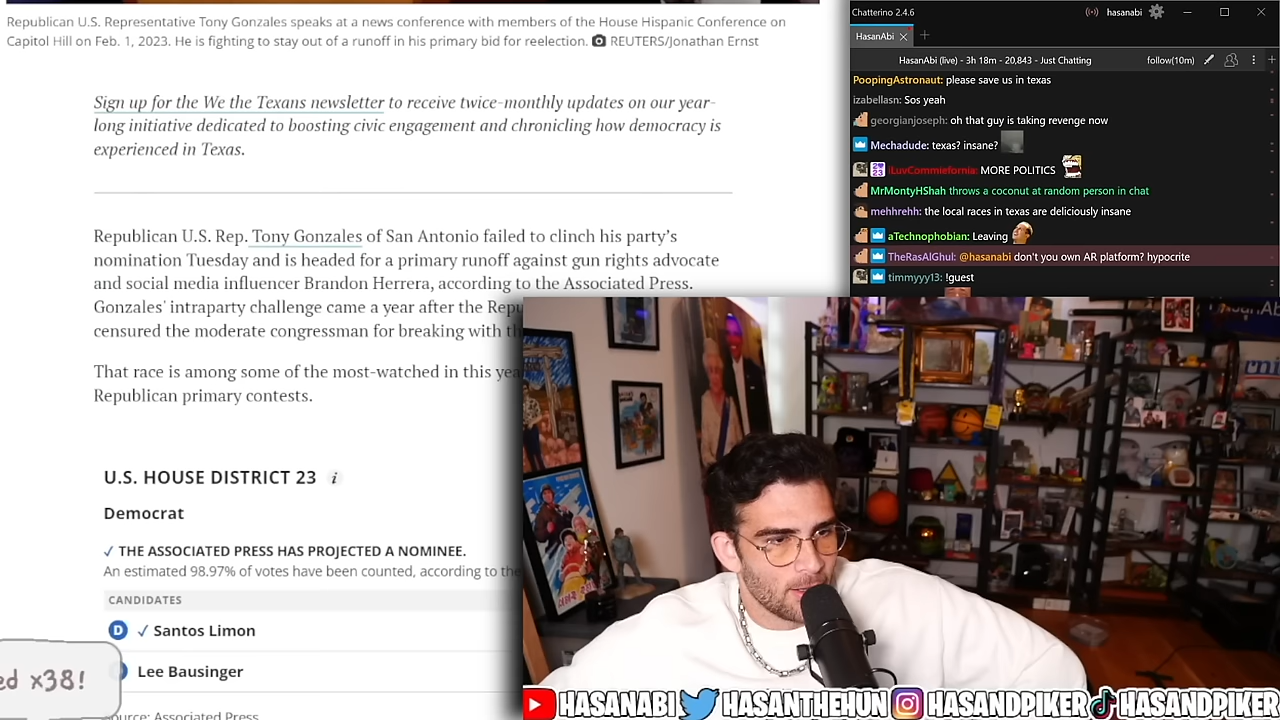 Republican U.S. Representative Tony Gonzales speaks at a news conference with members of the House Hispanic Conference on
Capitol Hill on Feb. 1, 2023. He is fighting to stay out of a runoff in his primary bid for reelection. REUTERS/Jonathan Ernst
Sign up for the We the Texans newsletter to receive twice-monthly updates on our year-
long initiative dedicated to boosting civic engagement and chronicling how democracy is
experienced in Texas.
Republican U.S. Rep. Tony Gonzales of San Antonio failed to clinch his party's
nomination Tuesday and is headed for a primary runoff against gun rights advocate
and social media influencer Brandon Herrera, according to the Associated Press.
Gonzales' intraparty challenge came a year after the Repu
censured the moderate congressman for breaking with th
That race is among some of the most-watched in this yea
Republican primary contests.
U.S. HOUSE DISTRICT 23 i
Democrat
✓ THE ASSOCIATED PRESS HAS PROJECTED A NOMINEE.
An estimated 98.97% of votes have been counted, according to the
CANDIDATES
D ✓ Santos Limon
Lee Bausinger
Source: Associated Press
ed x38!
Chatterino 2.4.6
hasanabi
HasanAbi
HasanAbi (live) - 3h 18m - 20,843 - Just Chatting
follow(10m)
PoopingAstronaut: please save us in texas
izabellasn: Sos yeah
georgianjoseph: oh that guy is taking revenge now
Mechadude: texas? insane?
ILuvCommiefornia: MORE POLITICS
MrMontyHShah throws a coconut at random person in chat
mehhrehh: the local races in texas are deliciously insane
aTechnophobian: Leaving
TheRasAlGhul: @hasanabi don't you own AR platform? hypocrite
timmyyy13: !guest
HASANABI
HASANTHEHUN
HASANDPIKER
HASANDPIKER